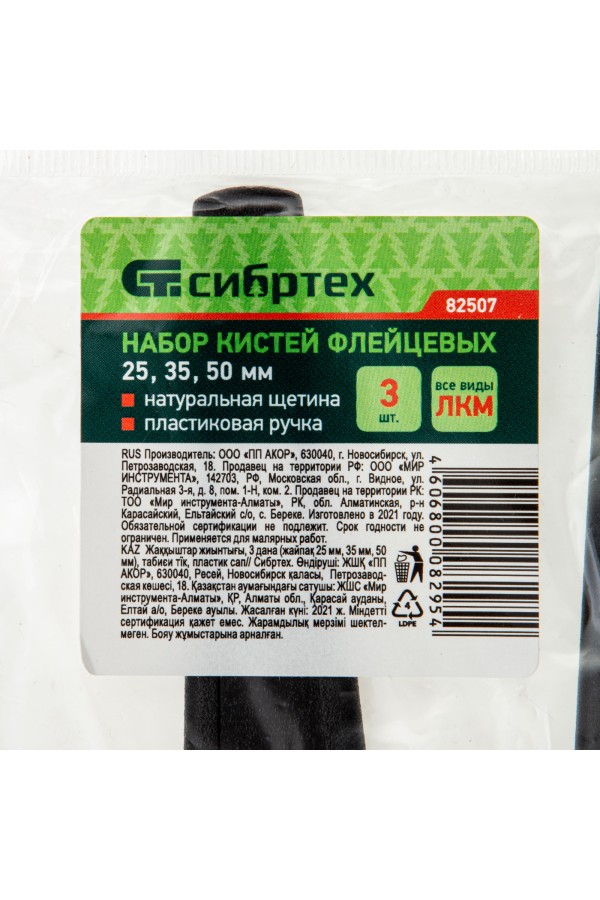 сибртех
82507
НАБОР КИСТЕЙ ФЛЕЙЦЕВЫХ
25, 35, 50 мм
натуральная щетина
пластиковая ручка
3
шт.
все виды
ЛКМ
RUS Производитель: ООО «ПП АКОР», 630040, г. Новосибирск, ул.
Петрозаводская, 18. Продавец на территории РФ: ООО «МИР
ИНСТРУМЕНТА», 142703, РФ, Московская обл., г. Видное, ул.
Радиальная 3-я, д. 8, пом. 1-Н, ком. 2. Продавец на территории РК:
ТОО «Мир инструмента-Алматы», РК, обл. Алматинская, р-н
Карасайский, Ельтайский с/о, с. Береке. Изготовлено в 2021 году.
Обязательной сертификации не подлежит. Срок годности не
ограничен. Применяется для малярных работ.
KAZ Жаққыштар жиынтығы, 3 дана (жайпақ 25 мм, 35 мм, 50
мм), табиғи тік, пластик сап// Сибртех. Өндіруші: ЖШҚ «ПП
АКОР», 630040, Ресей, Новосибирск қаласы, Петрозавод-
ская көшесі, 18. Қазақстан аумағындағы сатушы: ЖШС «Мир
инструмента-Алматы», ҚР, Алматы обл., Қарасай ауданы,
Елтай а/о, Береке ауылы. Жасалған күні: 2021 ж. Міндетті
сертификация қажет емес. Жарамдылық мерзімі шектел-
меген. Бояу жұмыстарына арналған.
4
LDPE
4 606800 082954